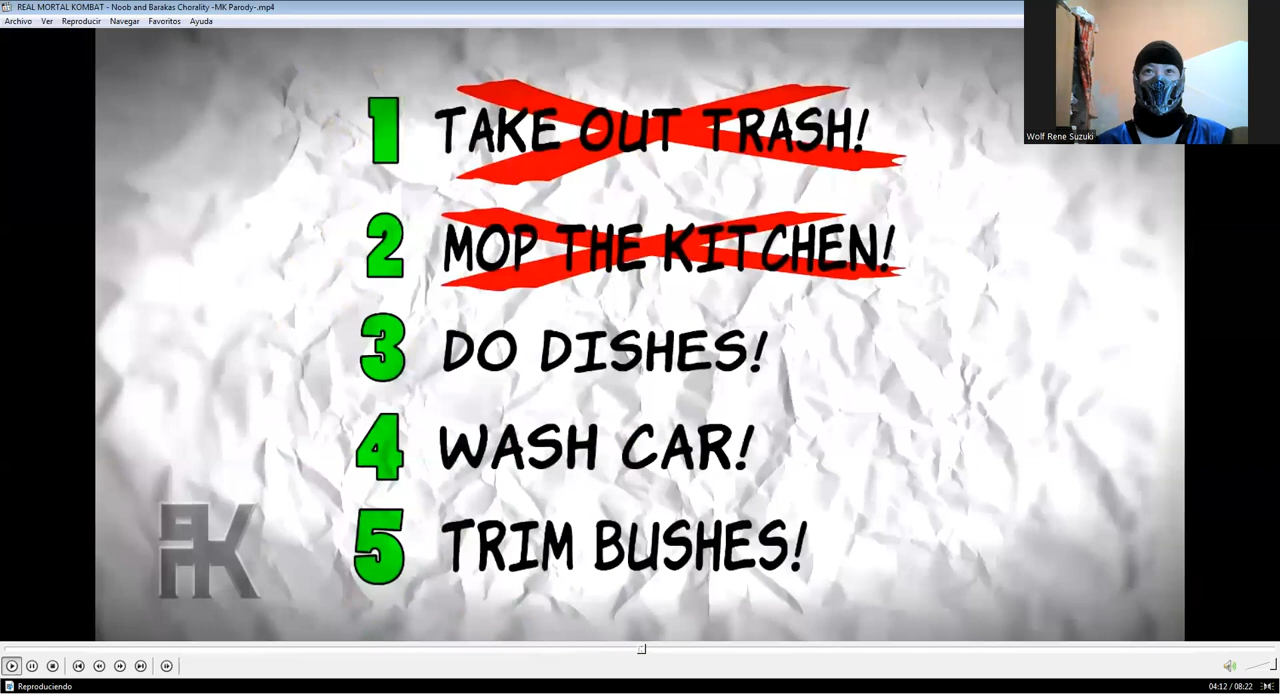 REAL MORTAL KOMBAT - Noob and Barakas Chorality -MK Parody-.mp4
Archivo Ver Reproducir Navegar Favoritos Ayuda
Wolf Rene Suzuki
1 TAKE OUT TRASH!
2 MOP THE KITCHEN!
3 DO DISHES!
4 WASH CAR!
5 TRIM BUSHES!
Reproduciendo
04:12 / 08:22